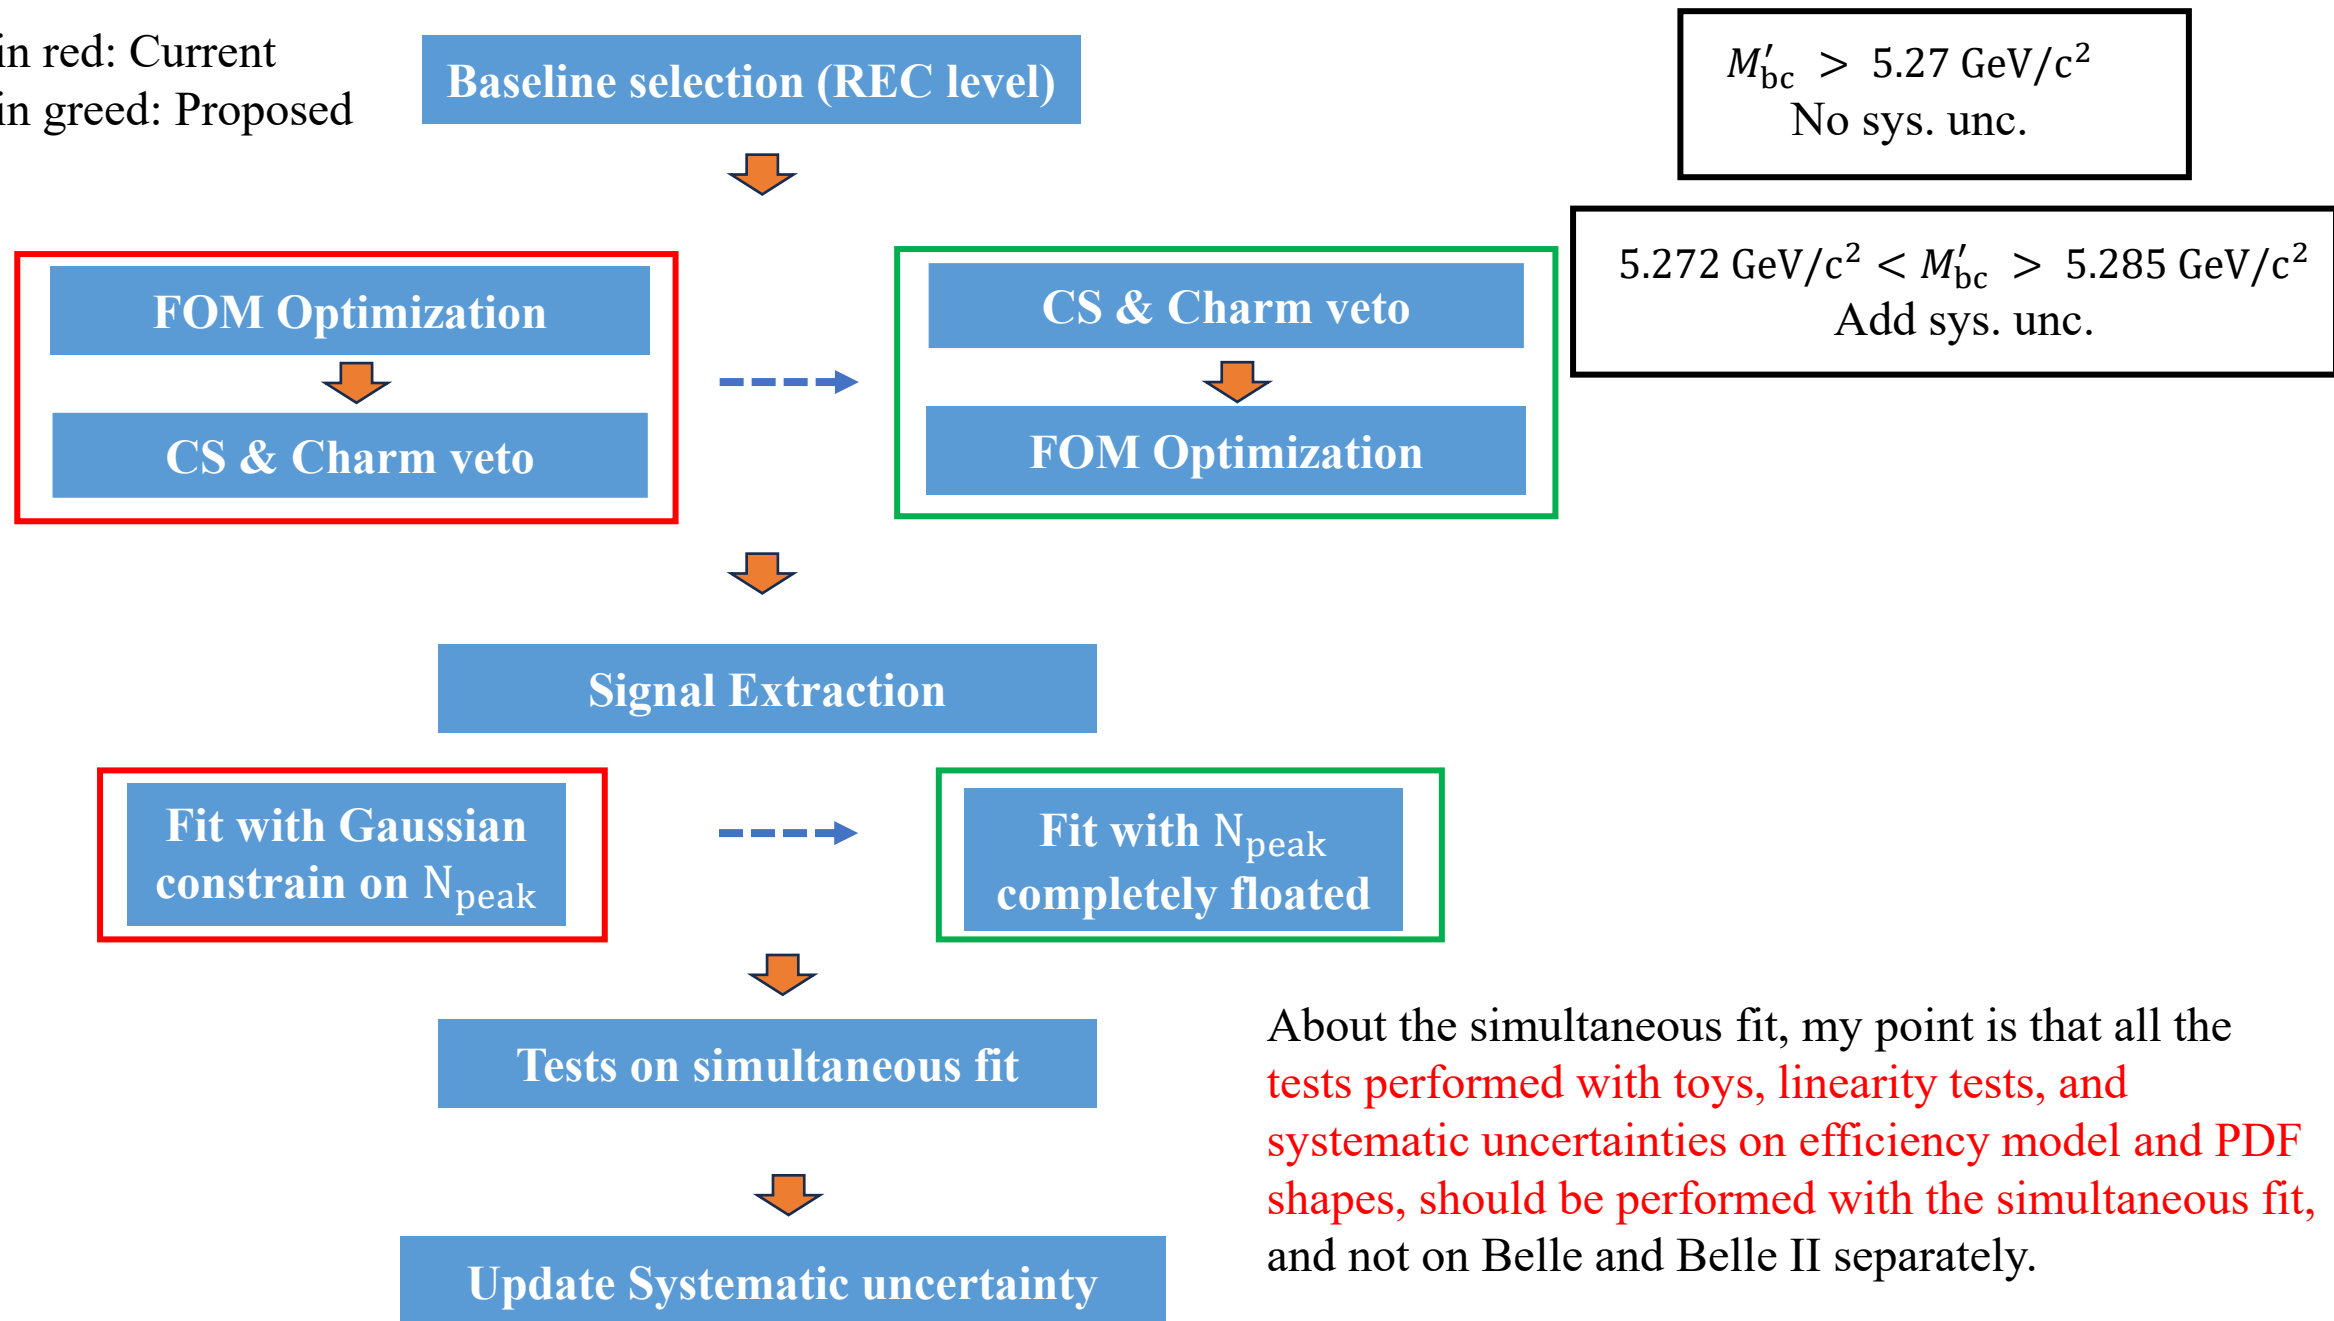 in red: Current
in greed: Proposed
Baseline selection (REC level)
M′bc > 5.27 GeV/c²
No sys. unc.
5.272 GeV/c² < M′bc > 5.285 GeV/c²
Add sys. unc.
FOM Optimization
CS & Charm veto
CS & Charm veto
FOM Optimization
Signal Extraction
Fit with Gaussian
constrain on Npeak
Fit with Npeak
completely floated
Tests on simultaneous fit
Update Systematic uncertainty
About the simultaneous fit, my point is that all the
tests performed with toys, linearity tests, and
systematic uncertainties on efficiency model and PDF
shapes, should be performed with the simultaneous fit,
and not on Belle and Belle II separately.